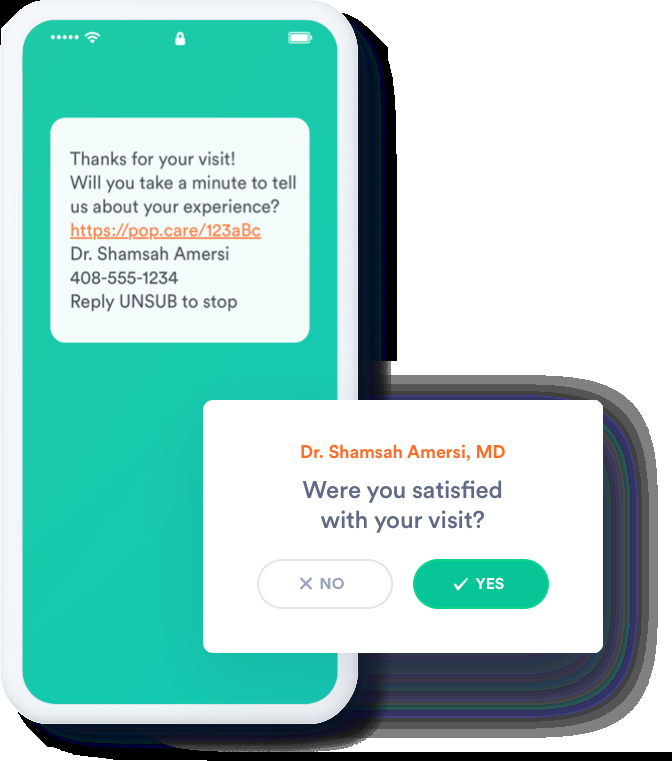 Thanks for your visit!
Will you take a minute to tell
us about your experience?
https://pop.care/123aBc
Dr. Shamsah Amersi
408-555-1234
Reply UNSUB to stop
Dr. Shamsah Amersi, MD
Were you satisfied
with your visit?
NO
YES